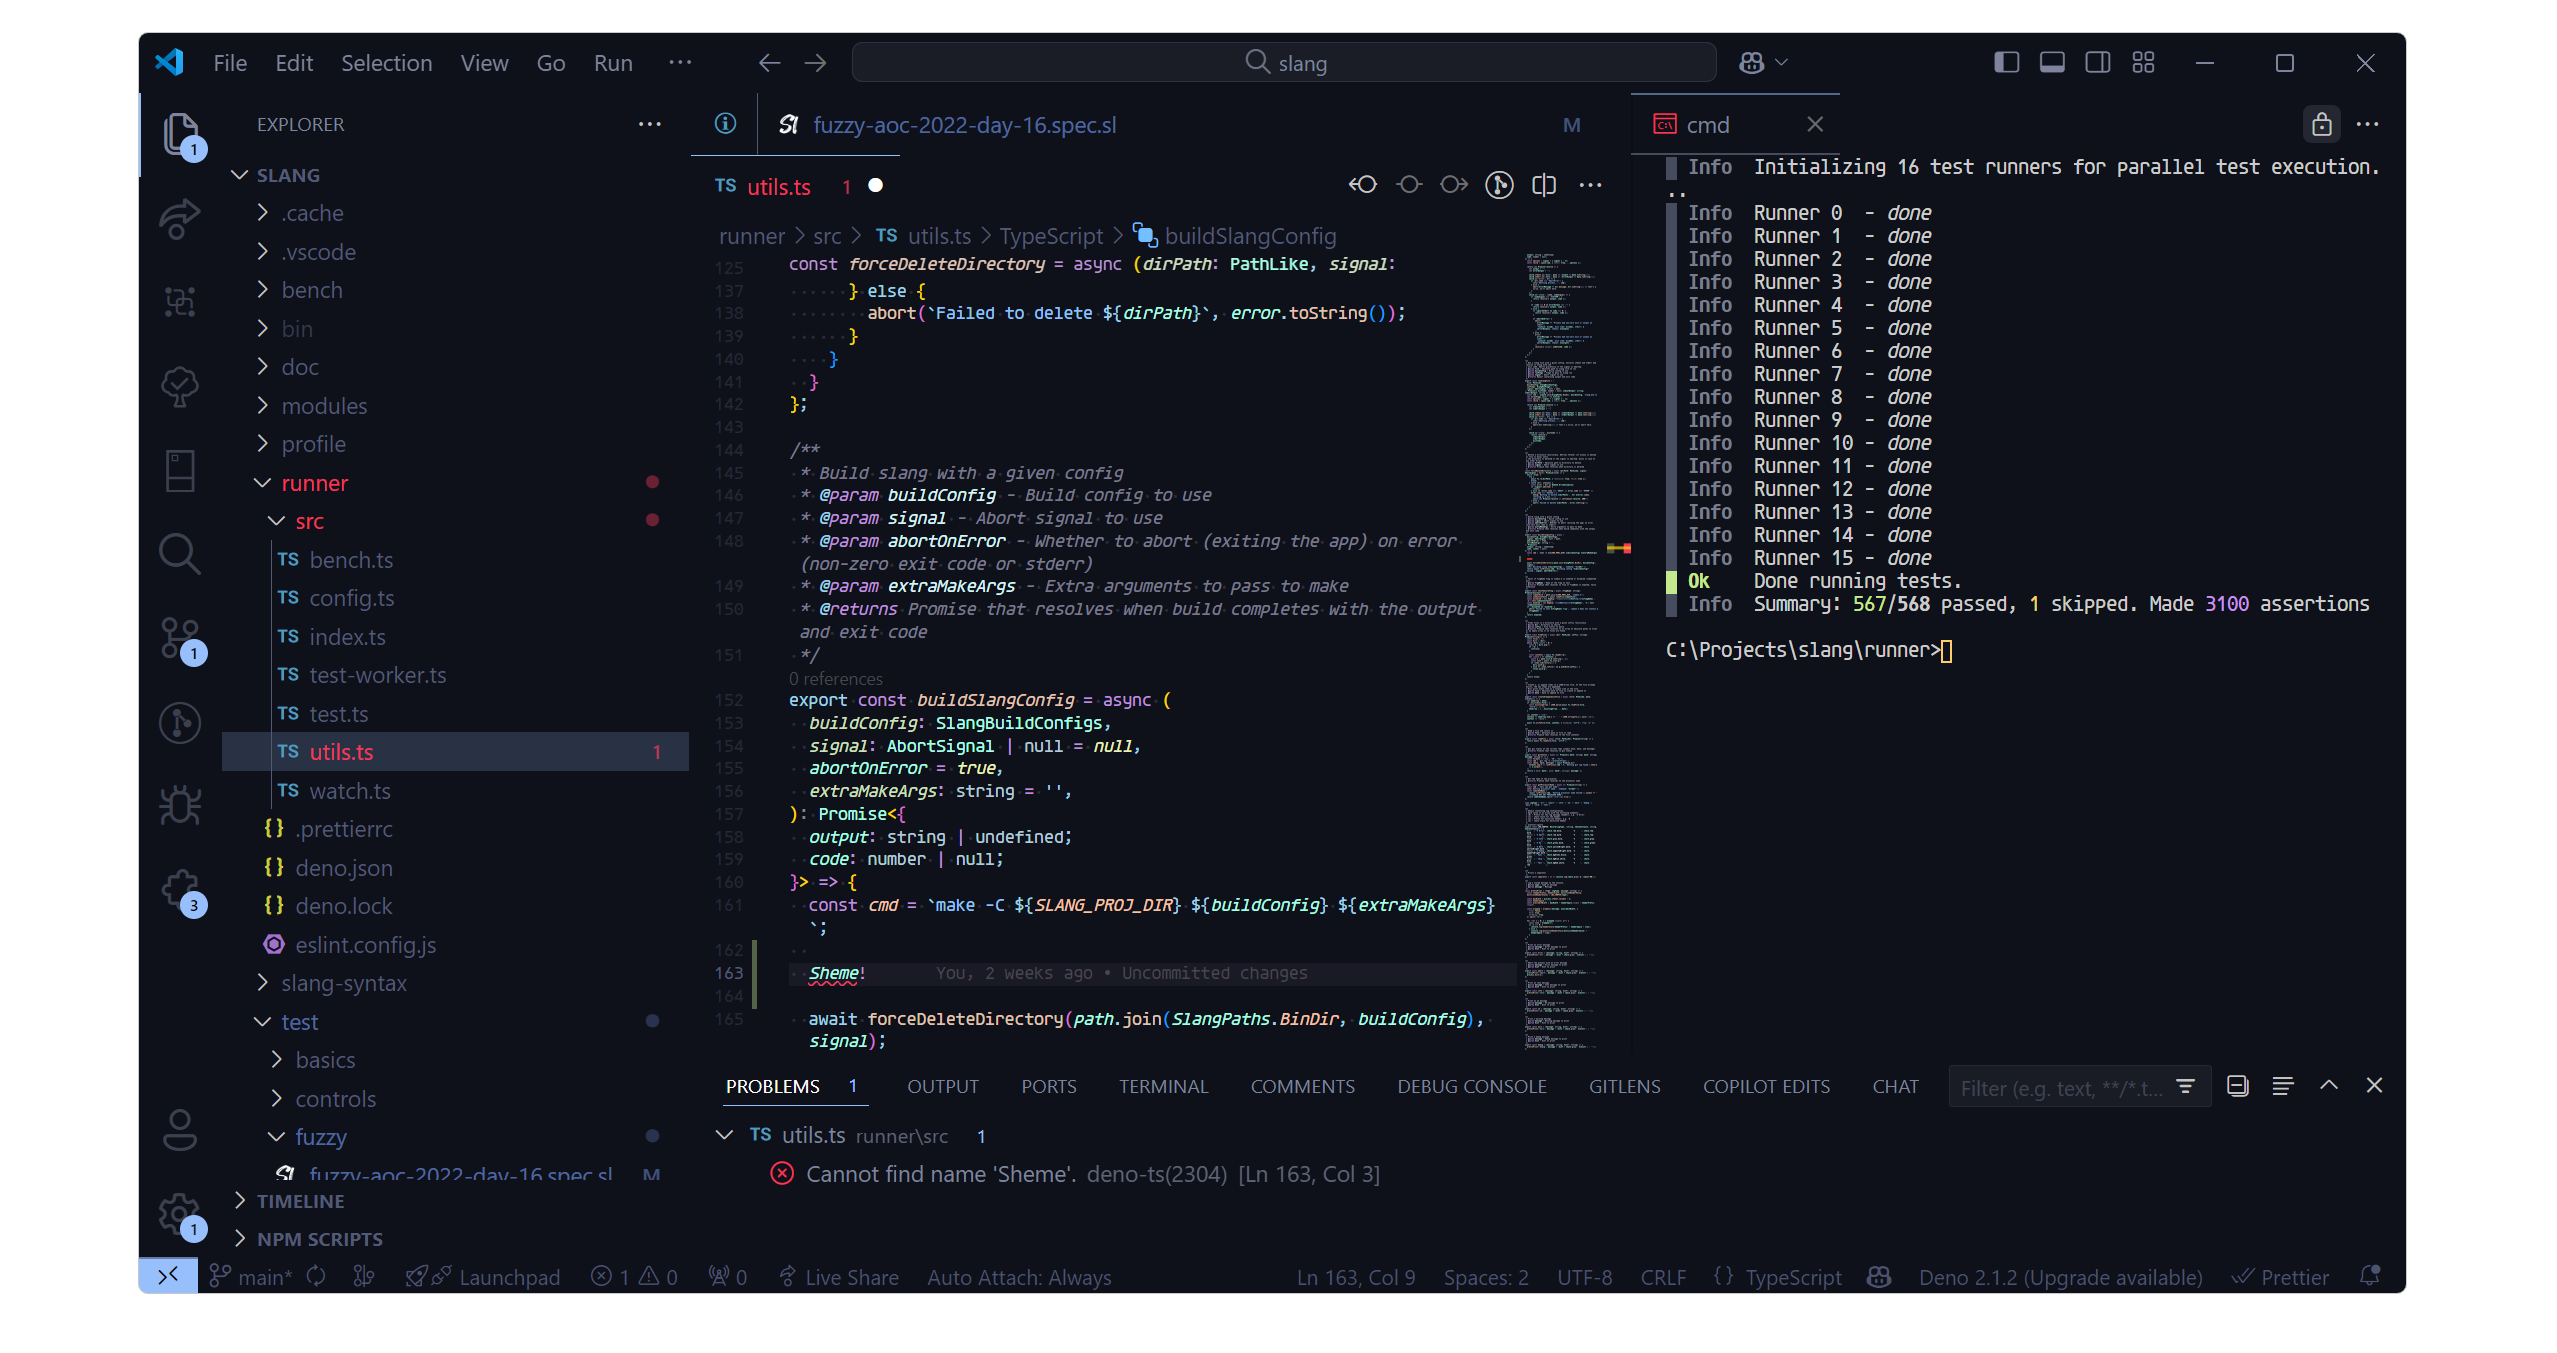 File Edit Selection View Go Run ···
slang
EXPLORER
SLANG
.cache
.vscode
bench
bin
doc
modules
profile
runner
src
TS bench.ts
TS config.ts
TS index.ts
TS test-worker.ts
TS test.ts
TS utils.ts 1
TS watch.ts
{} .prettierrc
{} deno.json
{} deno.lock
eslint.config.js
slang-syntax
test
basics
controls
fuzzy
Sl fuzzy-aoc-2022-day-16.spec.sl M
TIMELINE
NPM SCRIPTS
1
1
3
1
Sl fuzzy-aoc-2022-day-16.spec.sl M
TS utils.ts 1
runner > src > TS utils.ts > TypeScript > buildSlangConfig
125 const forceDeleteDirectory = async (dirPath: PathLike, signal:
137 } else {
138 abort(`Failed to delete ${dirPath}`, error.toString());
139 }
140 }
141 }
142 };
143
144 /**
145 * Build slang with a given config
146 * @param buildConfig - Build config to use
147 * @param signal - Abort signal to use
148 * @param abortOnError - Whether to abort (exiting the app) on error
(non-zero exit code or stderr)
149 * @param extraMakeArgs - Extra arguments to pass to make
150 * @returns Promise that resolves when build completes with the output
and exit code
151 */
0 references
152 export const buildSlangConfig = async (
153 buildConfig: SlangBuildConfigs,
154 signal: AbortSignal | null = null,
155 abortOnError = true,
156 extraMakeArgs: string = '',
157 ): Promise<{
158 output: string | undefined;
159 code: number | null;
160 }> => {
161 const cmd = `make -C ${SLANG_PROJ_DIR} ${buildConfig} ${extraMakeArgs}
`;
162
163 Sheme! You, 2 weeks ago • Uncommitted changes
164
165 await forceDeleteDirectory(path.join(SlangPaths.BinDir, buildConfig),
signal);
cmd
Info Initializing 16 test runners for parallel test execution.
..
Info Runner 0 - done
Info Runner 1 - done
Info Runner 2 - done
Info Runner 3 - done
Info Runner 4 - done
Info Runner 5 - done
Info Runner 6 - done
Info Runner 7 - done
Info Runner 8 - done
Info Runner 9 - done
Info Runner 10 - done
Info Runner 11 - done
Info Runner 12 - done
Info Runner 13 - done
Info Runner 14 - done
Info Runner 15 - done
Ok Done running tests.
Info Summary: 567/568 passed, 1 skipped. Made 3100 assertions
C:\Projects\slang\runner>
PROBLEMS 1 OUTPUT PORTS TERMINAL COMMENTS DEBUG CONSOLE GITLENS COPILOT EDITS CHAT Filter (e.g. text, **/*.t...
TS utils.ts runner\src 1
Cannot find name 'Sheme'. deno-ts(2304) [Ln 163, Col 3]
main* Launchpad 1 0 0 Live Share Auto Attach: Always Ln 163, Col 9 Spaces: 2 UTF-8 CRLF {} TypeScript Deno 2.1.2 (Upgrade available) Prettier